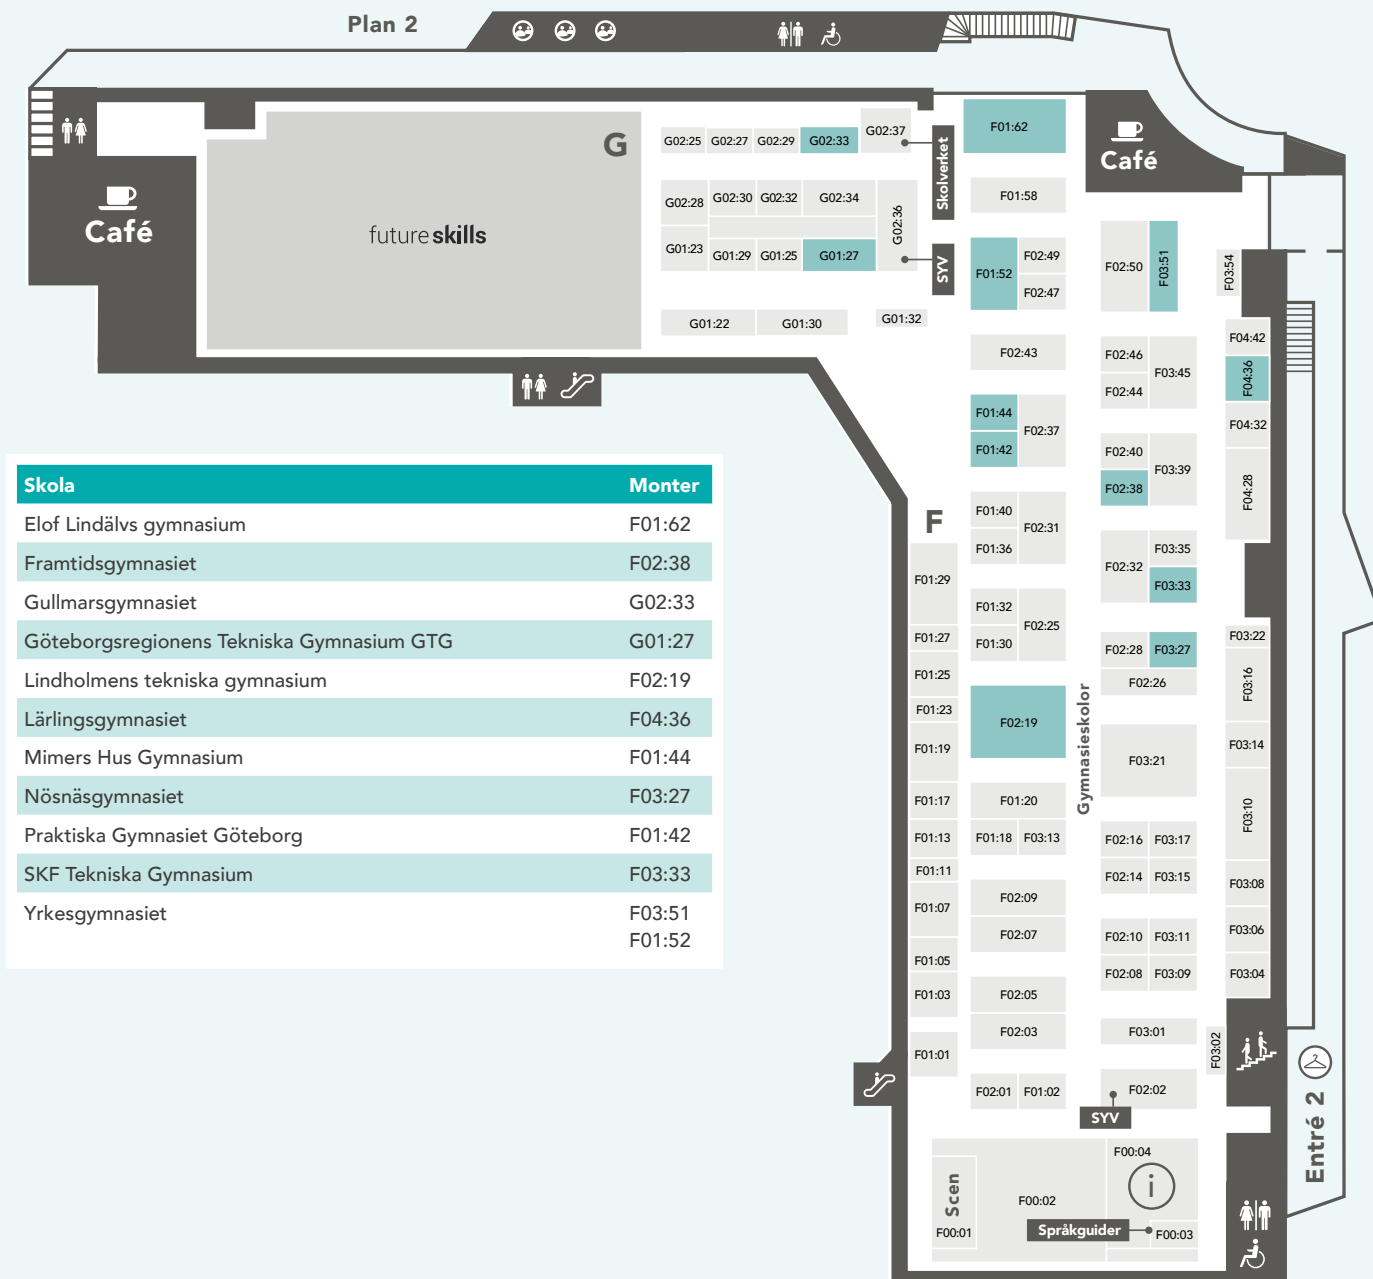 Plan 2
G
Café
futureskills
G02:25 G02:27 G02:29 G02:33 G02:37
Skolverket
G02:28 G02:30 G02:32 G02:34 G02:36
G01:23 G01:29 G01:25 G01:27
SYV
G01:22 G01:30 G01:32
F01:62
Café
F01:58
F01:52 F02:49
F02:47
F02:50 F03:51 F03:54
F02:43
F02:46 F03:45
F02:44
F04:42
F04:36
F04:32
F04:28
F01:44 F02:37
F01:42
F02:40 F03:39
F02:38
Skola Monter
Elof Lindälvs gymnasium F01:62
Framtidsgymnasiet F02:38
Gullmarsgymnasiet G02:33
Göteborgsregionens Tekniska Gymnasium GTG G01:27
Lindholmens tekniska gymnasium F02:19
Lärlingsgymnasiet F04:36
Mimers Hus Gymnasium F01:44
Nösnäsgymnasiet F03:27
Praktiska Gymnasiet Göteborg F01:42
SKF Tekniska Gymnasium F03:33
Yrkesgymnasiet F03:51
F01:52
F
F01:40 F02:31
F01:36
F02:32 F03:35
F03:33
F01:29
F01:27
F01:25
F01:23
F01:19
F01:17
F01:13
F01:11
F01:07
F01:05
F01:03
F01:01
F01:32 F02:25
F01:30
F02:28 F03:27
F02:26
F03:22
F03:16
F03:14
F03:10
F03:08
F03:06
F03:04
F02:19
Gymnasieskolor
F03:21
F01:20
F01:18 F03:13
F02:16 F03:17
F02:14 F03:15
F02:09
F02:07
F02:10 F03:11
F02:08 F03:09
F02:05
F02:03
F03:01
F03:02
F02:01 F01:02
F02:02
SYV
Entré 2
Scen
F00:01
F00:02
F00:04
i
Språkguider
F00:03